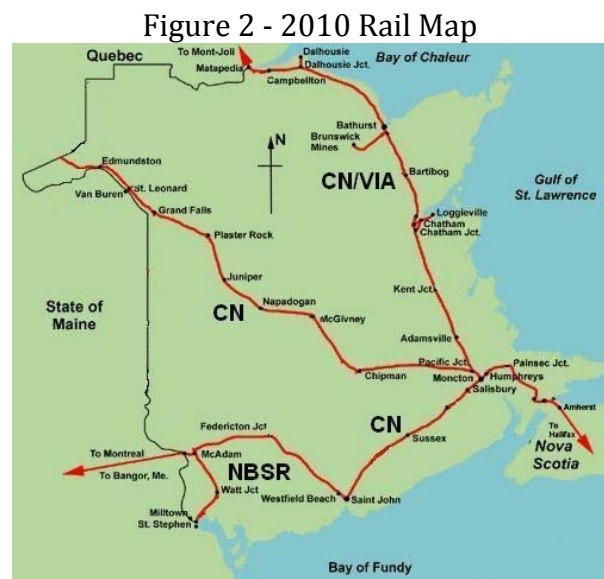 Figure 2 - 2010 Rail Map
Quebec
To Mont-Joli
Matapedia
Campbellton
Dalhousie
Dalhousie Jct.
Bay of Chaleur
N
Bathurst
Brunswick
Mines
CN/VIA
Bartibog
Gulf of
St. Lawrence
Edmundston
Van Buren
St. Leonard
Grand Falls
Loggieville
Chatham
Chatham Jct.
Plaster Rock
Juniper
State of
Maine
CN
Napadogan
McGivney
Kent Jct.
Adamsville
Pacific Jct.
Painsec Jct.
Chipman
Moncton
Humphreys
Salisbury
Amherst
To
Halifax
Nova
Scotia
CN
Sussex
Federicton Jct
To Montreal
McAdam
To Bangor, Me.
NBSR
Watt Jct
Westfield Beach
Saint John
Milltown
St. Stephen
Bay of Fundy